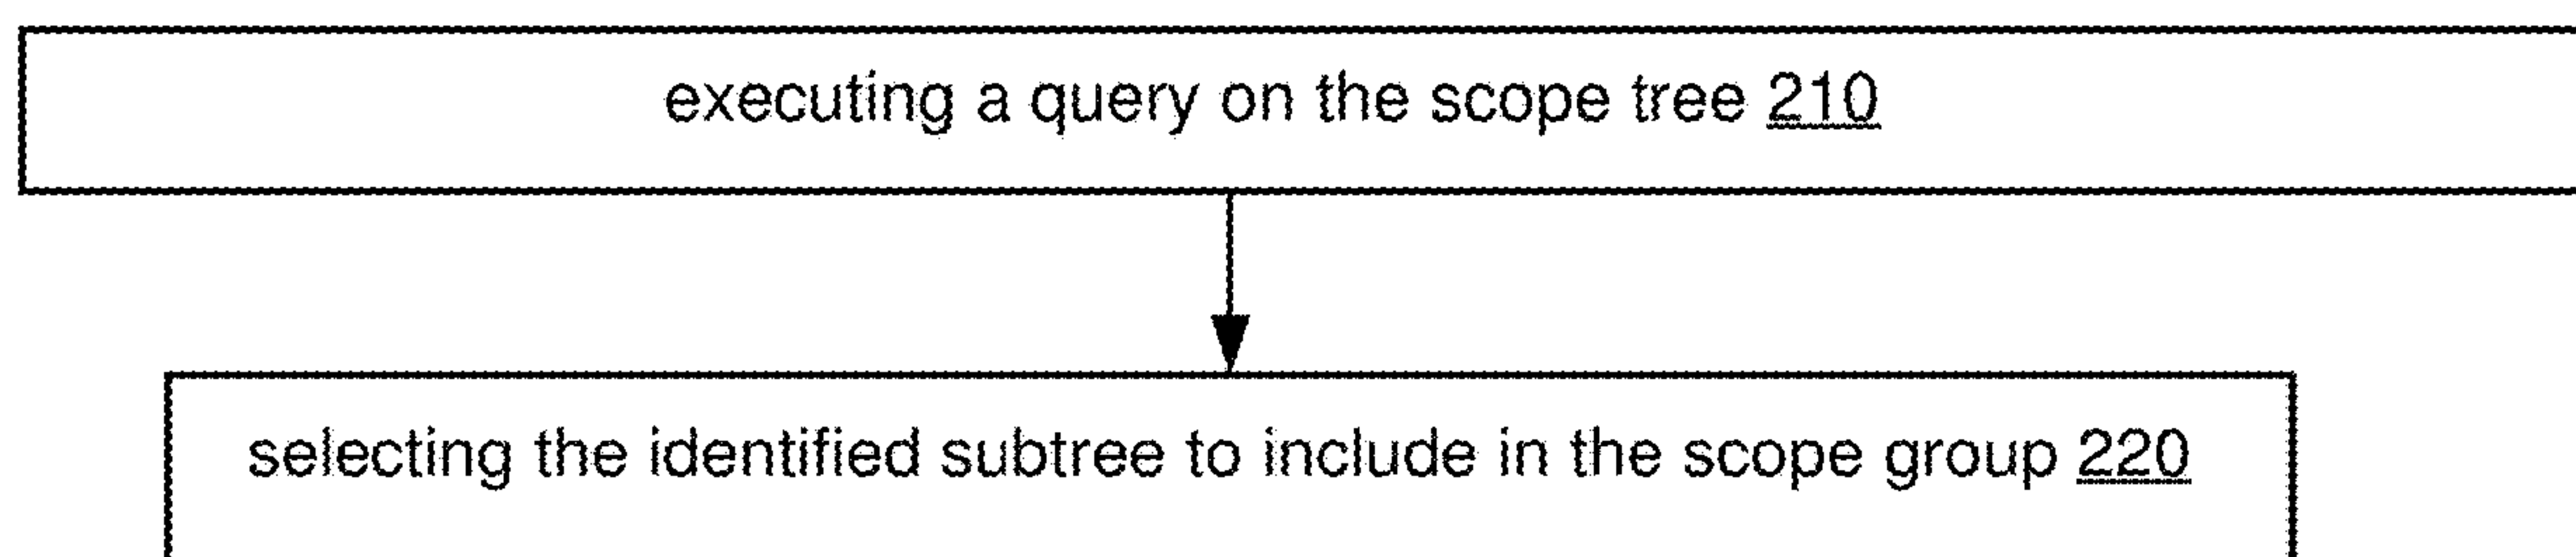 executing a query on the scope tree 210
selecting the identified subtree to include in the scope group 220